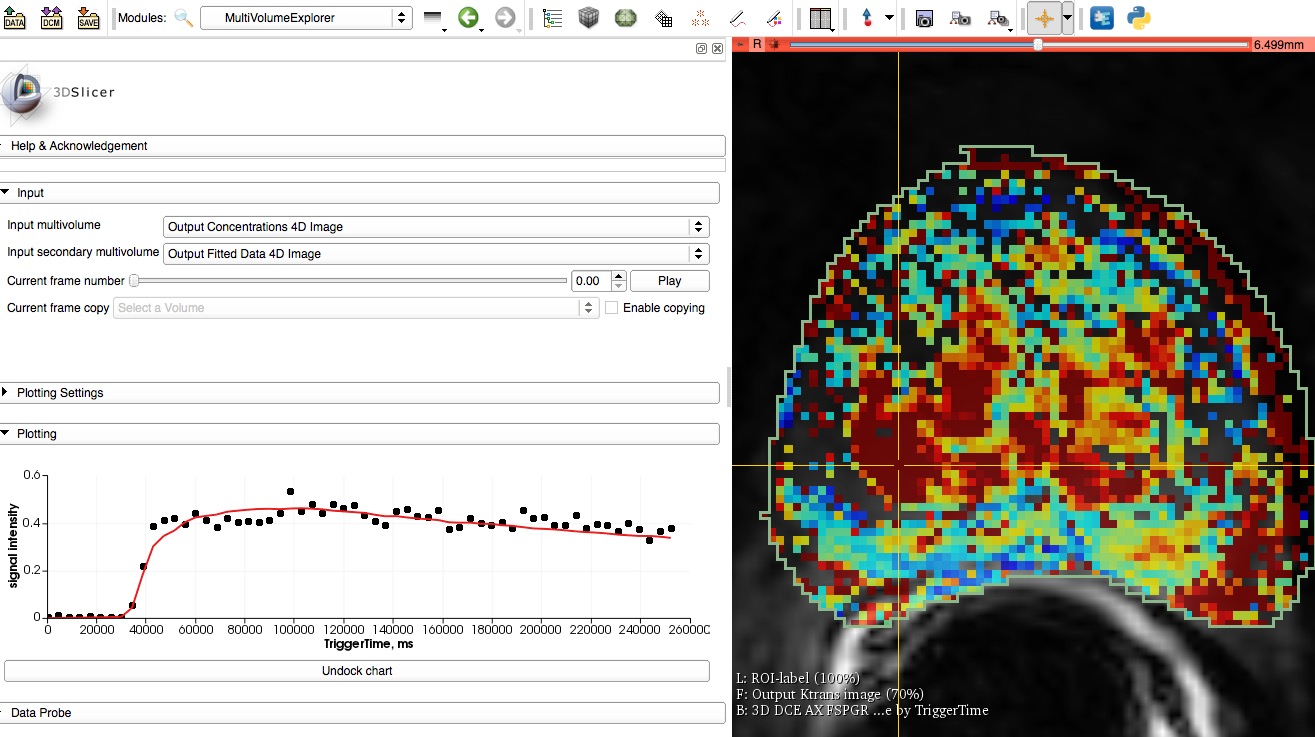 DATA DCM SAVE Modules: MultiVolumeExplorer
R 6.499mm
3DSlicer
Help & Acknowledgement
Input
Input multivolume Output Concentrations 4D Image
Input secondary multivolume Output Fitted Data 4D Image
Current frame number 0.00 Play
Current frame copy Select a Volume Enable copying
Plotting Settings
Plotting
signal intensity
0.6
0.4
0.2
0
0 20000 40000 60000 80000 100000 120000 140000 160000 180000 200000 220000 240000 260000
TriggerTime, ms
Undock chart
Data Probe
L: ROI-label (100%)
F: Output Ktrans image (70%)
B: 3D DCE AX FSPGR ...e by TriggerTime